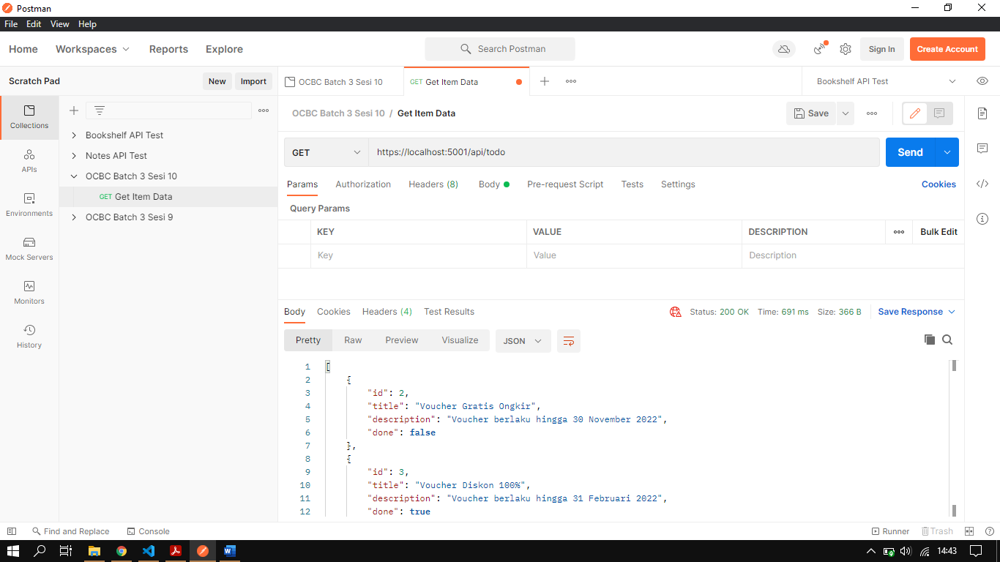 Postman
File Edit View Help
Home Workspaces Reports Explore Search Postman Sign In Create Account
Scratch Pad New Import OCBC Batch 3 Sesi 10 GET Get Item Data Bookshelf API Test
Collections
APIs
Environments
Mock Servers
Monitors
History
Bookshelf API Test
Notes API Test
OCBC Batch 3 Sesi 10
GET Get Item Data
OCBC Batch 3 Sesi 9
OCBC Batch 3 Sesi 10 / Get Item Data Save
GET https://localhost:5001/api/todo Send
Params Authorization Headers (8) Body Pre-request Script Tests Settings Cookies
Query Params
KEY VALUE DESCRIPTION Bulk Edit
Key Value Description
Body Cookies Headers (4) Test Results Status: 200 OK Time: 691 ms Size: 366 B Save Response
Pretty Raw Preview Visualize JSON
1 [
2 {
3 "id": 2,
4 "title": "Voucher Gratis Ongkir",
5 "description": "Voucher berlaku hingga 30 November 2022",
6 "done": false
7 },
8 {
9 "id": 3,
10 "title": "Voucher Diskon 100%",
11 "description": "Voucher berlaku hingga 31 Februari 2022",
12 "done": true
Find and Replace Console Runner Trash
14:43